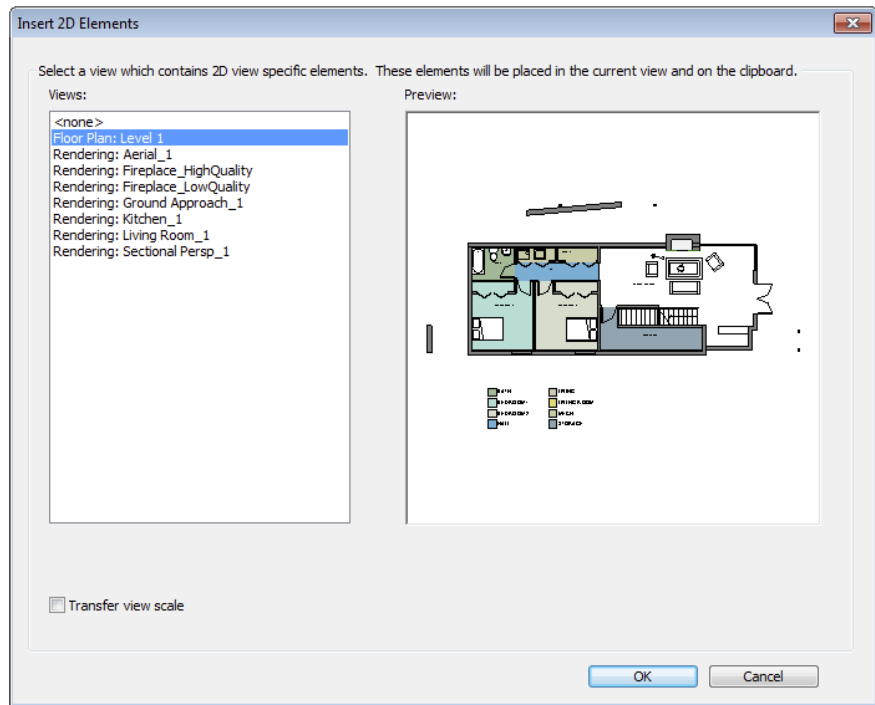 Insert 2D Elements
Select a view which contains 2D view specific elements. These elements will be placed in the current view and on the clipboard.
Views:
Preview:
<none>
Floor Plan: Level 1
Rendering: Aerial_1
Rendering: Fireplace_HighQuality
Rendering: Fireplace_LowQuality
Rendering: Ground Approach_1
Rendering: Kitchen_1
Rendering: Living Room_1
Rendering: Sectional Persp_1
Transfer view scale
OK
Cancel